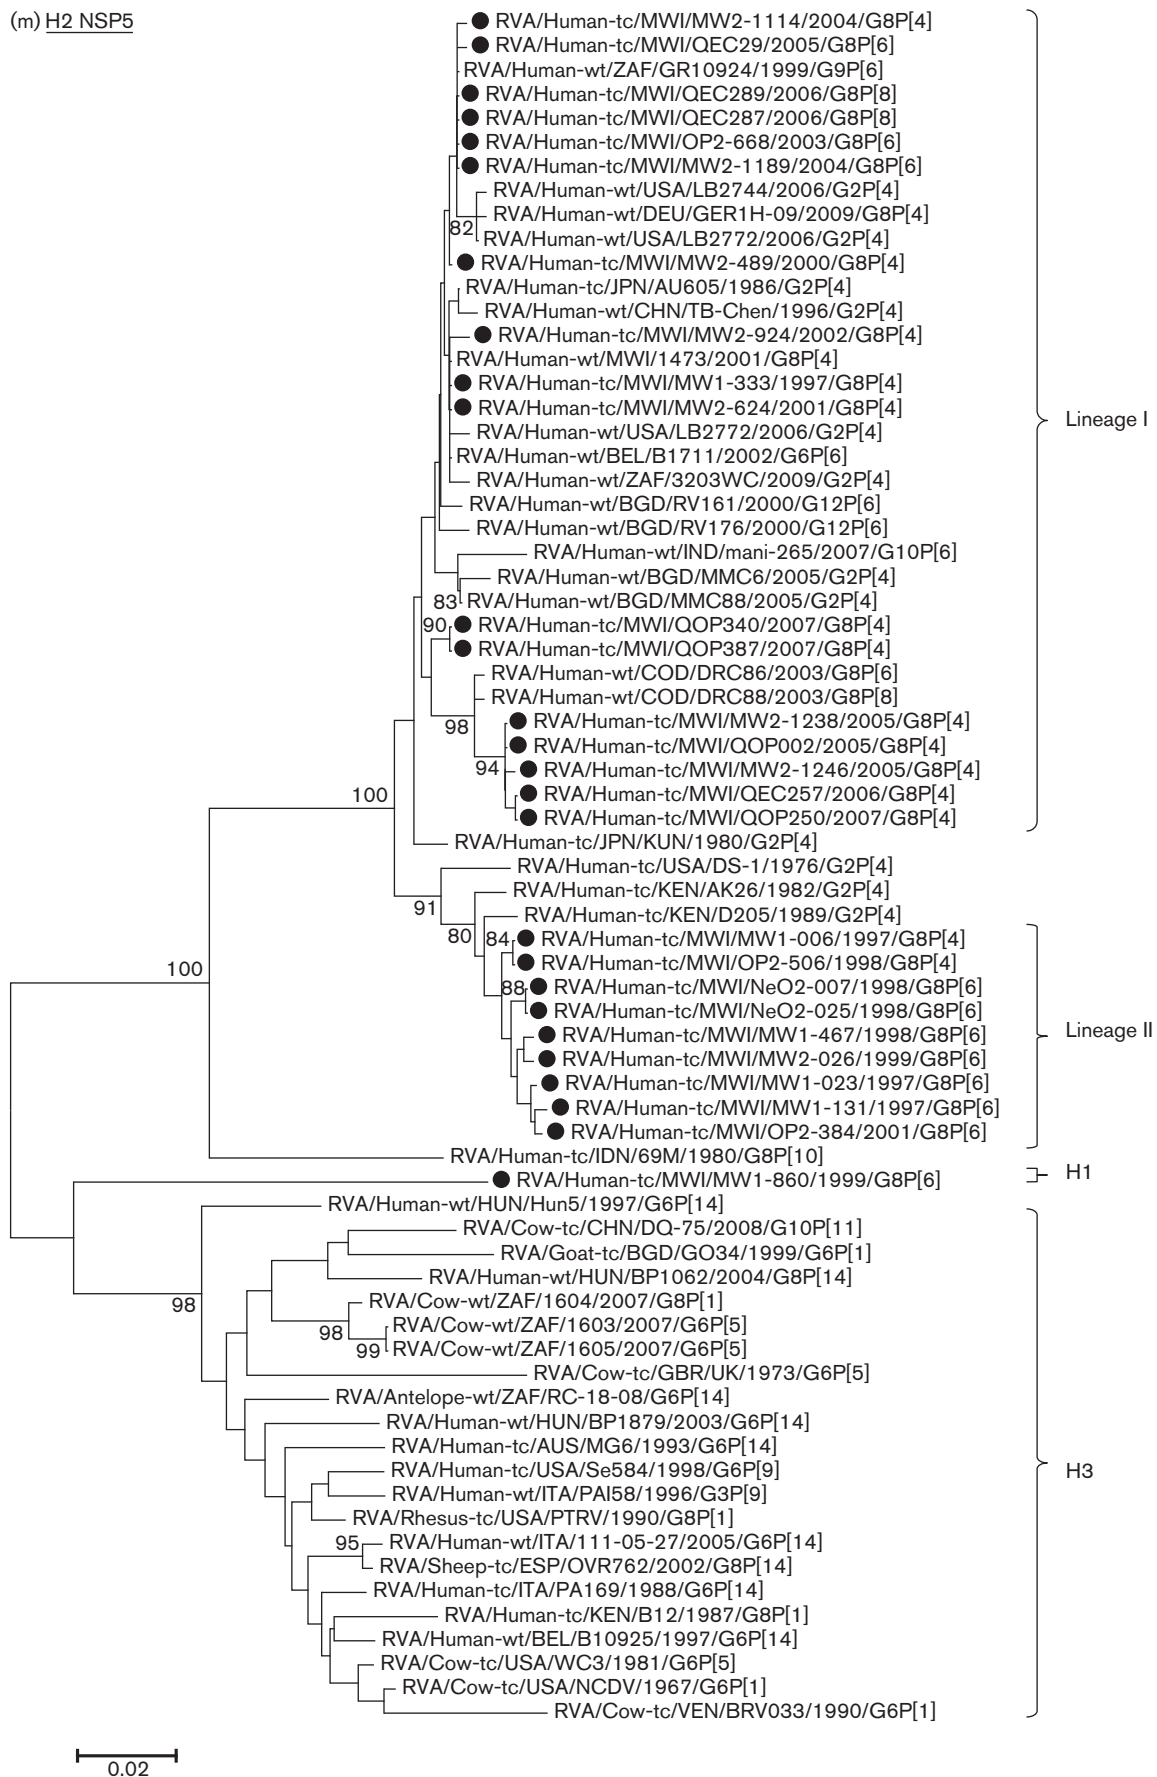 (m) H2 NSP5
RVA/Human-tc/MWI/MW2-1114/2004/G8P[4]
RVA/Human-tc/MWI/QEC29/2005/G8P[6]
RVA/Human-wt/ZAF/GR10924/1999/G9P[6]
RVA/Human-tc/MWI/QEC289/2006/G8P[8]
RVA/Human-tc/MWI/QEC287/2006/G8P[8]
RVA/Human-tc/MWI/OP2-668/2003/G8P[6]
RVA/Human-tc/MWI/MW2-1189/2004/G8P[6]
RVA/Human-wt/USA/LB2744/2006/G2P[4]
RVA/Human-wt/DEU/GER1H-09/2009/G8P[4]
82
RVA/Human-wt/USA/LB2772/2006/G2P[4]
RVA/Human-tc/MWI/MW2-489/2000/G8P[4]
RVA/Human-tc/JPN/AU605/1986/G2P[4]
RVA/Human-wt/CHN/TB-Chen/1996/G2P[4]
RVA/Human-tc/MWI/MW2-924/2002/G8P[4]
RVA/Human-wt/MWI/1473/2001/G8P[4]
RVA/Human-tc/MWI/MW1-333/1997/G8P[4]
RVA/Human-tc/MWI/MW2-624/2001/G8P[4]
Lineage I
RVA/Human-wt/USA/LB2772/2006/G2P[4]
RVA/Human-wt/BEL/B1711/2002/G6P[6]
RVA/Human-wt/ZAF/3203WC/2009/G2P[4]
RVA/Human-wt/BGD/RV161/2000/G12P[6]
RVA/Human-wt/BGD/RV176/2000/G12P[6]
RVA/Human-wt/IND/mani-265/2007/G10P[6]
RVA/Human-wt/BGD/MMC6/2005/G2P[4]
83
RVA/Human-wt/BGD/MMC88/2005/G2P[4]
90
RVA/Human-tc/MWI/QOP340/2007/G8P[4]
RVA/Human-tc/MWI/QOP387/2007/G8P[4]
RVA/Human-wt/COD/DRC86/2003/G8P[6]
RVA/Human-wt/COD/DRC88/2003/G8P[8]
98
RVA/Human-tc/MWI/MW2-1238/2005/G8P[4]
RVA/Human-tc/MWI/QOP002/2005/G8P[4]
94
RVA/Human-tc/MWI/MW2-1246/2005/G8P[4]
RVA/Human-tc/MWI/QEC257/2006/G8P[4]
100
RVA/Human-tc/MWI/QOP250/2007/G8P[4]
RVA/Human-tc/JPN/KUN/1980/G2P[4]
RVA/Human-tc/USA/DS-1/1976/G2P[4]
RVA/Human-tc/KEN/AK26/1982/G2P[4]
91
RVA/Human-tc/KEN/D205/1989/G2P[4]
80
84
RVA/Human-tc/MWI/MW1-006/1997/G8P[4]
RVA/Human-tc/MWI/OP2-506/1998/G8P[4]
100
88
RVA/Human-tc/MWI/NeO2-007/1998/G8P[6]
RVA/Human-tc/MWI/NeO2-025/1998/G8P[6]
Lineage II
RVA/Human-tc/MWI/MW1-467/1998/G8P[6]
RVA/Human-tc/MWI/MW2-026/1999/G8P[6]
RVA/Human-tc/MWI/MW1-023/1997/G8P[6]
RVA/Human-tc/MWI/MW1-131/1997/G8P[6]
RVA/Human-tc/MWI/OP2-384/2001/G8P[6]
RVA/Human-tc/IDN/69M/1980/G8P[10]
H1
RVA/Human-tc/MWI/MW1-860/1999/G8P[6]
RVA/Human-wt/HUN/Hun5/1997/G6P[14]
RVA/Cow-tc/CHN/DQ-75/2008/G10P[11]
RVA/Goat-tc/BGD/GO34/1999/G6P[1]
RVA/Human-wt/HUN/BP1062/2004/G8P[14]
98
RVA/Cow-wt/ZAF/1604/2007/G8P[1]
98
RVA/Cow-wt/ZAF/1603/2007/G6P[5]
99
RVA/Cow-wt/ZAF/1605/2007/G6P[5]
RVA/Cow-tc/GBR/UK/1973/G6P[5]
RVA/Antelope-wt/ZAF/RC-18-08/G6P[14]
RVA/Human-wt/HUN/BP1879/2003/G6P[14]
RVA/Human-tc/AUS/MG6/1993/G6P[14]
H3
RVA/Human-tc/USA/Se584/1998/G6P[9]
RVA/Human-wt/ITA/PAI58/1996/G3P[9]
RVA/Rhesus-tc/USA/PTRV/1990/G8P[1]
95
RVA/Human-wt/ITA/111-05-27/2005/G6P[14]
RVA/Sheep-tc/ESP/OVR762/2002/G8P[14]
RVA/Human-tc/ITA/PA169/1988/G6P[14]
RVA/Human-tc/KEN/B12/1987/G8P[1]
RVA/Human-wt/BEL/B10925/1997/G6P[14]
RVA/Cow-tc/USA/WC3/1981/G6P[5]
RVA/Cow-tc/USA/NCDV/1967/G6P[1]
RVA/Cow-tc/VEN/BRV033/1990/G6P[1]
0.02